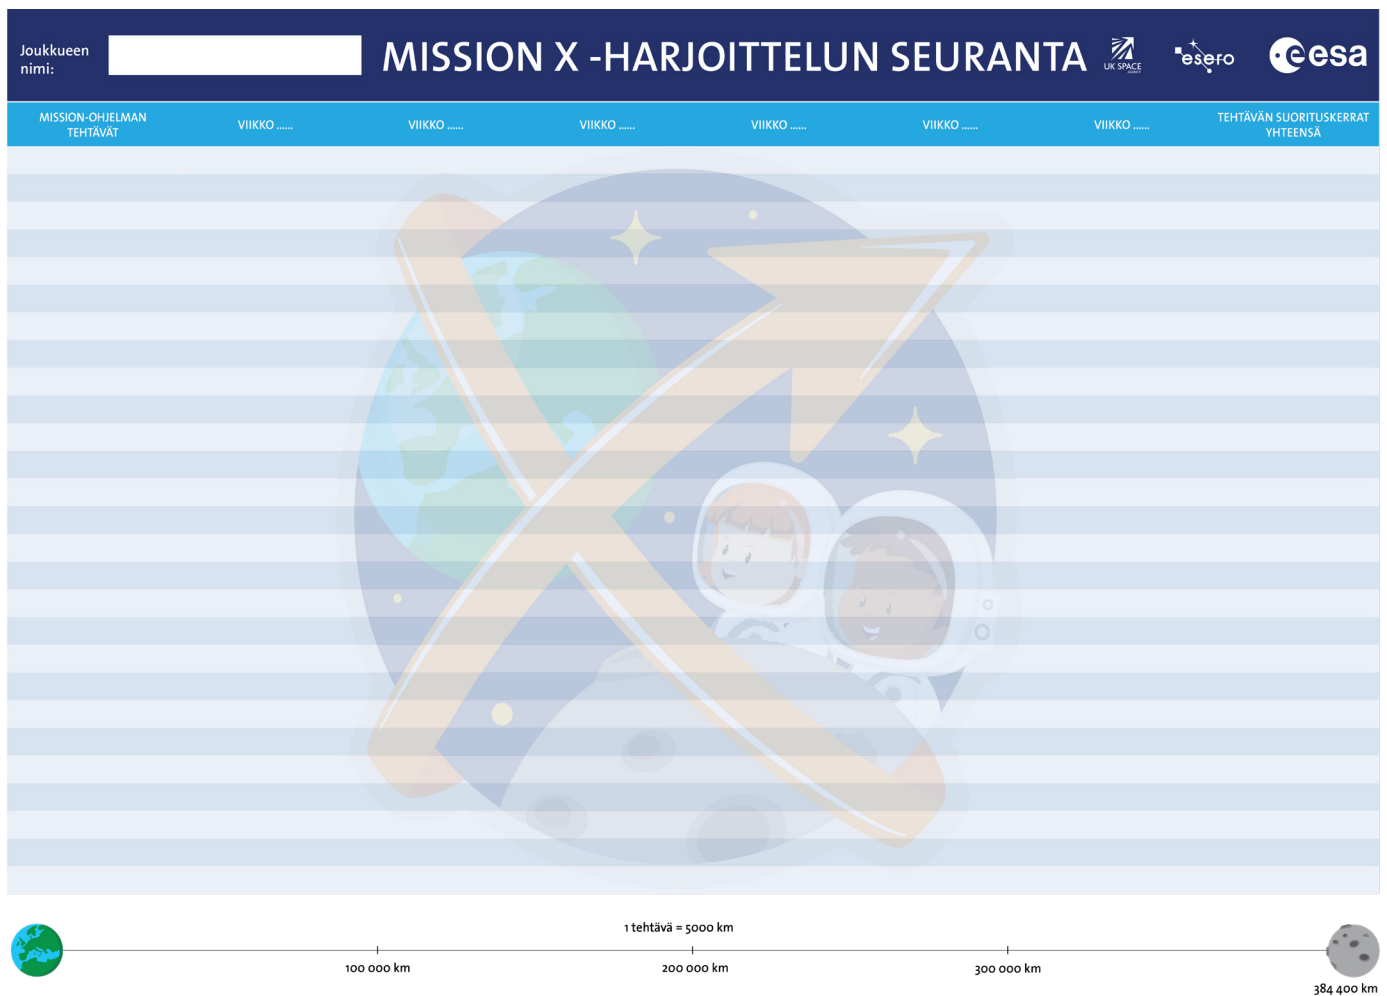 Joukkueen
nimi:
MISSION X -HARJOITTELUN SEURANTA
UK SPACE
AGENCY
esero
esa
MISSION-OHJELMAN
TEHTÄVÄT
VIIKKO ......
VIIKKO ......
VIIKKO ......
VIIKKO ......
VIIKKO ......
VIIKKO ......
TEHTÄVÄN SUORITUSKERRAT
YHTEENSÄ
1 tehtävä = 5000 km
100 000 km
200 000 km
300 000 km
384 400 km